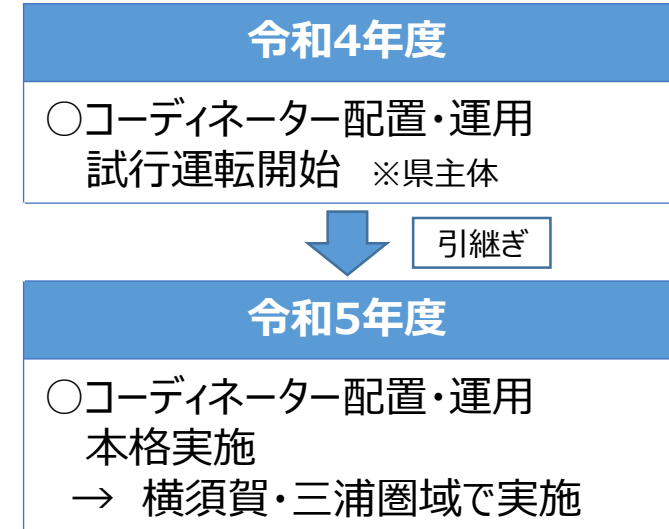 令和4年度
○コーディネーター配置・運用
試行運転開始 ※県主体
引継ぎ
令和5年度
○コーディネーター配置・運用
本格実施
→ 横須賀・三浦圏域で実施